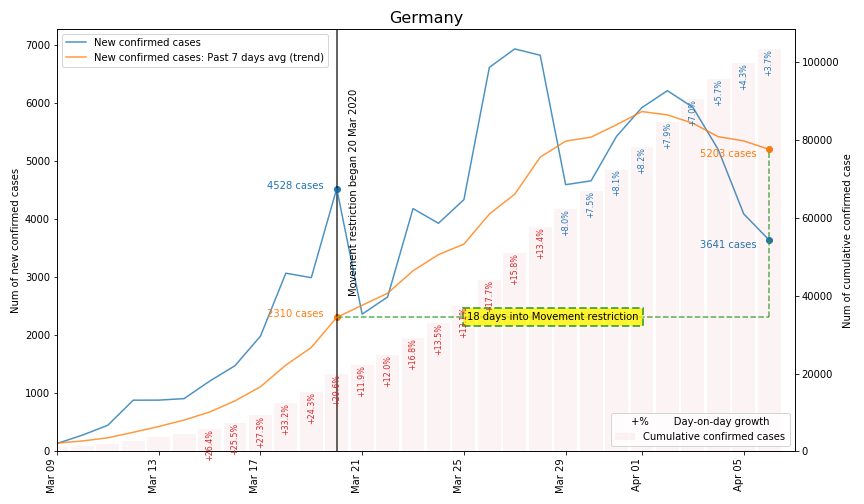 Germany
New confirmed cases
New confirmed cases: Past 7 days avg (trend)
Num of new confirmed cases
7000
6000
5000
4000
3000
2000
1000
0
Num of cumulative confirmed case
100000
80000
60000
40000
20000
0
Movement restriction began 20 Mar 2020
4528 cases
2310 cases
5203 cases
3641 cases
18 days into Movement restriction
+26.4%
+25.5%
+27.3%
+33.2%
+24.3%
+29.6%
+11.9%
+12.0%
+16.8%
+13.5%
+17.7%
+15.8%
+13.4%
+8.0%
+7.5%
+8.1%
+8.2%
+7.9%
+7.0%
+5.7%
+4.3%
+3.7%
+% Day-on-day growth
Cumulative confirmed cases
Mar 09
Mar 13
Mar 17
Mar 21
Mar 25
Mar 29
Apr 01
Apr 05